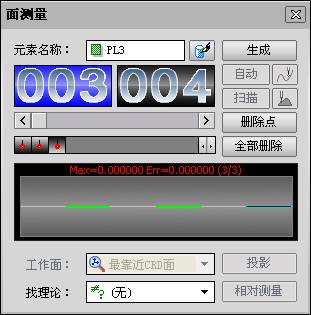 面测量
元素名称： PL3 生成
003 004 自动
扫描
删除点
全部删除
Max=0.000000 Err=0.000000 (3/3)
工作面： 最靠近CRD面 投影
找理论： (无) 相对测量